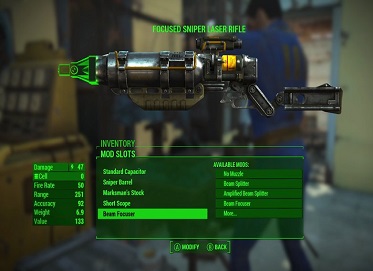 FOCUSED SNIPER LASER RIFLE
INVENTORY
MOD SLOTS
Standard Capacitor
Sniper Barrel
Marksman's Stock
Short Scope
Beam Focuser
AVAILABLE MODS:
No Muzzle
Beam Splitter
Amplified Beam Splitter
Beam Focuser
More...
Damage 47
Cell 0
Fire Rate 50
Range 251
Accuracy 92
Weight 6.9
Value 133
A) MODIFY B) BACK